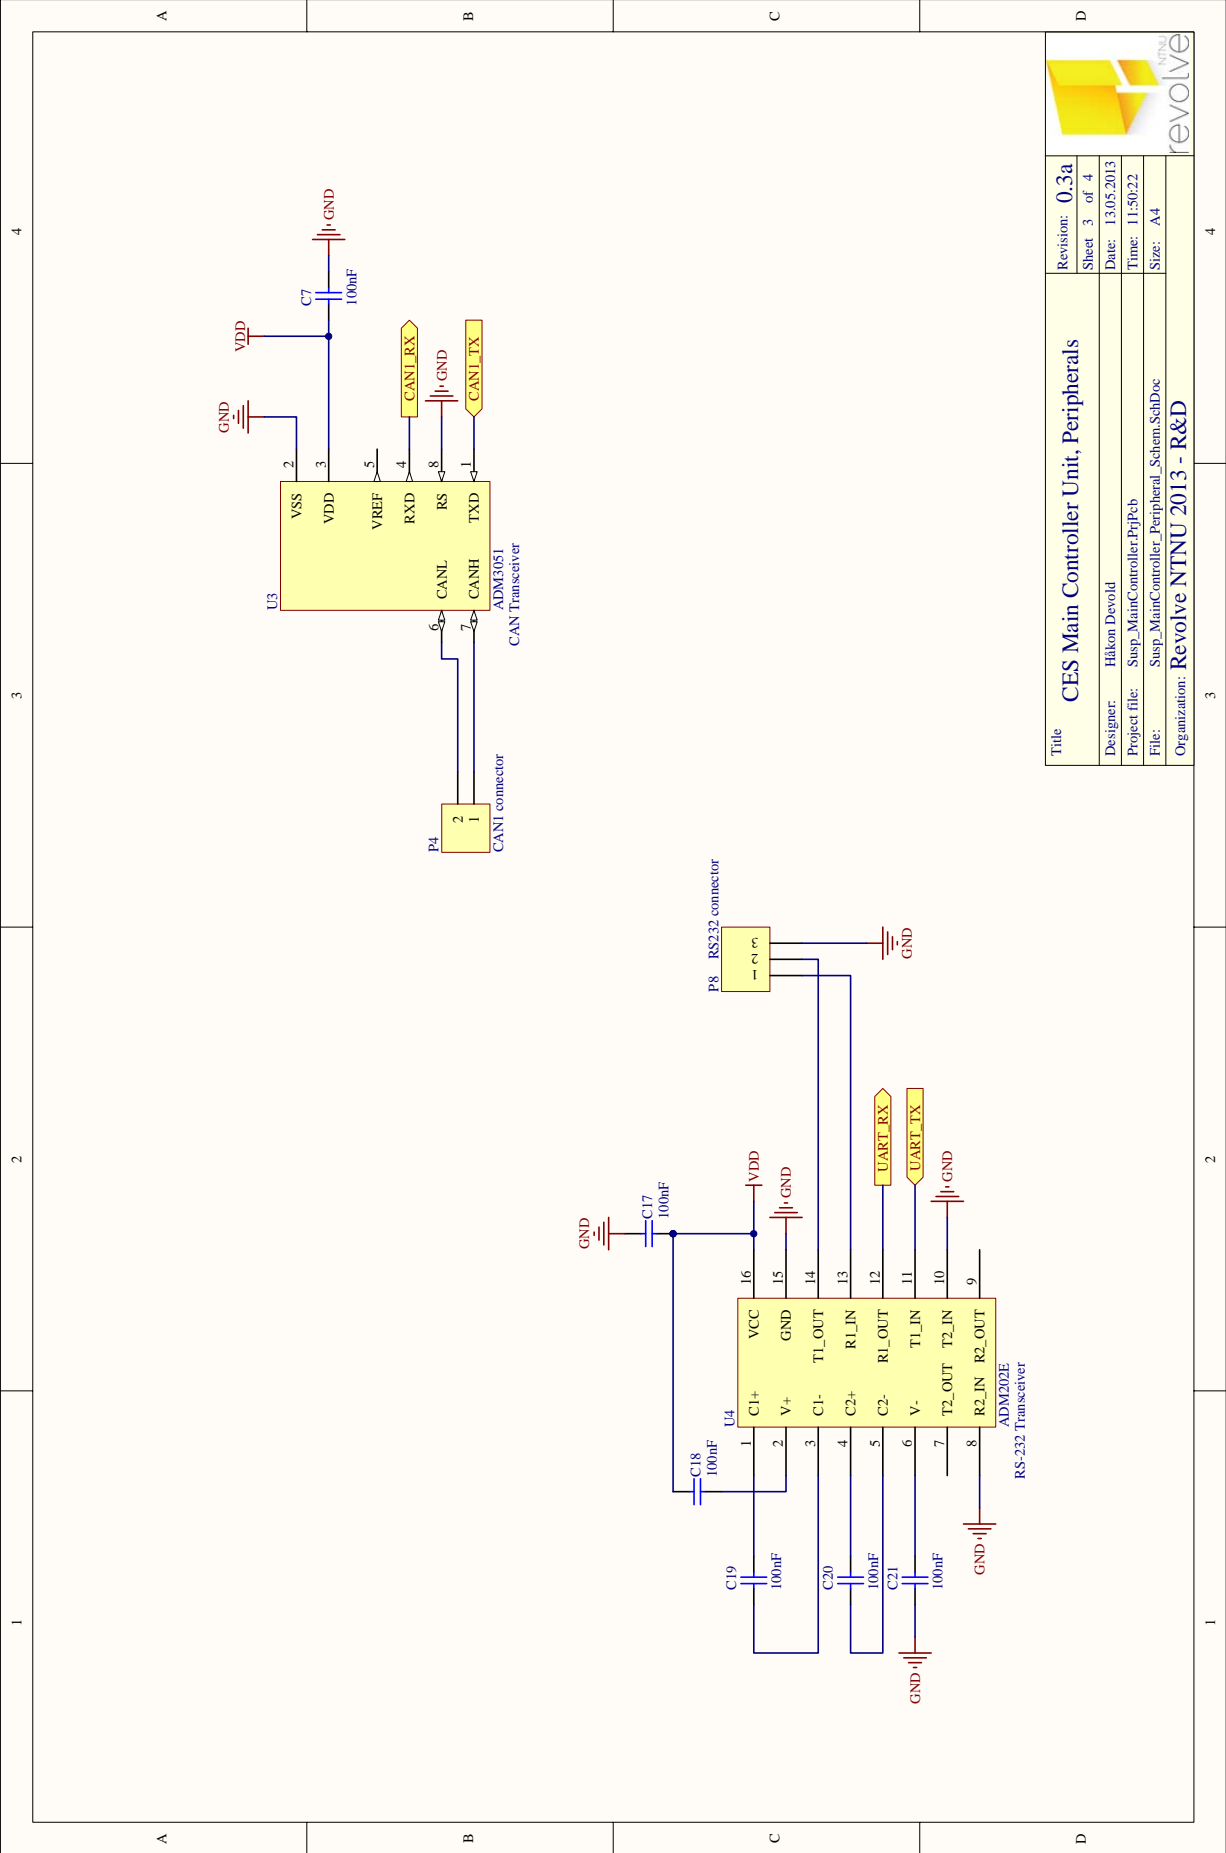 1
2
3
4
A
A
B
B
C
C
D
D
U3
VSS
2
VDD
3
VREF
5
RXD
4
RS
8
TXD
1
CANL
6
CANH
7
ADM3051
CAN Transceiver
GND
VDD
C7
100nF
GND
CAN1_RX
GND
CAN1_TX
P4
2
1
CAN1 connector
GND
C17
100nF
VDD
GND
C18
100nF
U4
1
C1+
VCC
16
2
V+
GND
15
3
C1-
T1_OUT
14
4
C2+
R1_IN
13
5
C2-
R1_OUT
12
6
V-
T1_IN
11
7
T2_OUT
T2_IN
10
8
R2_IN
R2_OUT
9
ADM202E
RS-232 Transceiver
C19
100nF
C20
100nF
C21
100nF
GND
GND
UART_RX
UART_TX
GND
P8
RS232 connector
1
2
3
GND
Title
CES Main Controller Unit, Peripherals
Revision: 0.3a
Sheet 3 of 4
Designer: Håkon Devold
Date: 13.05.2013
Project file: Susp_MainController.PrjPcb
Time: 11:50:22
File: Susp_MainController_Peripheral_Schem.SchDoc
Size: A4
Organization: Revolve NTNU 2013 - R&D
revolve
NTNU
1
2
3
4